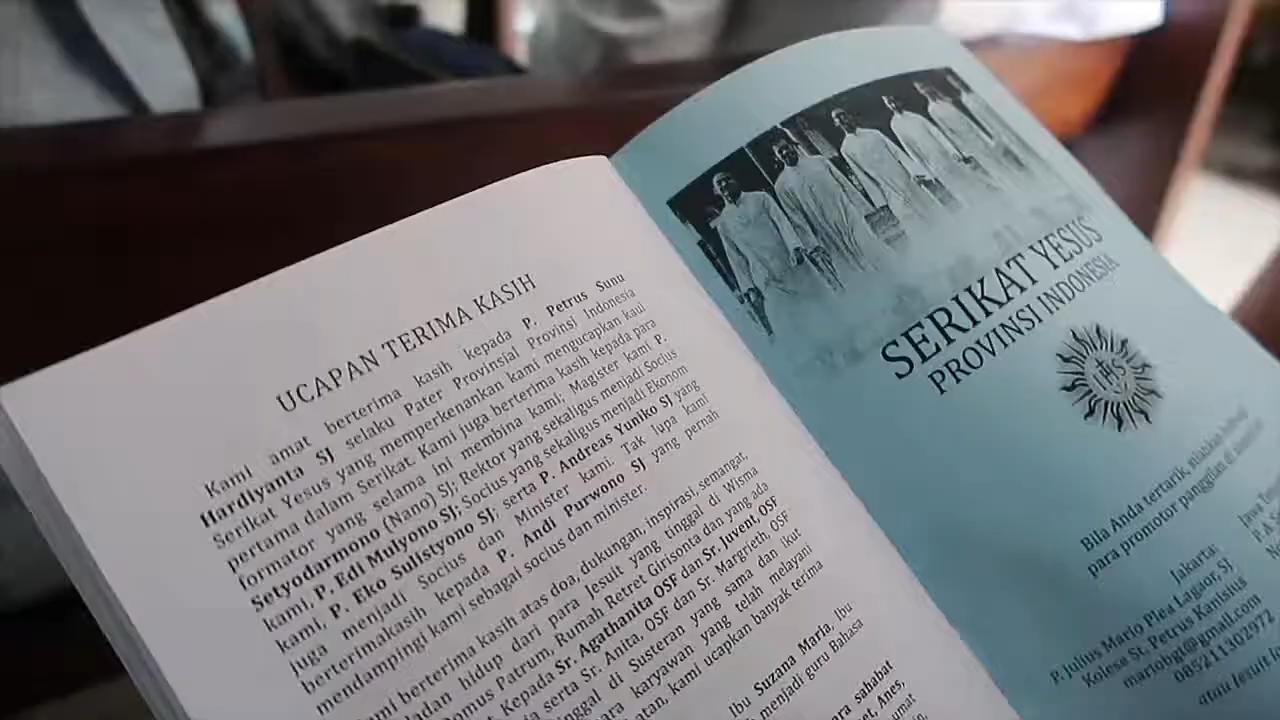 UCAPAN TERIMA KASIH
Kami amat berterima kasih kepada P. Petrus Sunu
Hardiyanta SJ selaku Pater Provinsial Provinsi Indonesia
Serikat Yesus yang memperkenankan kami mengucapkan kaul
pertama dalam Serikat. Kami juga berterima kasih kepada para
formator yang selama ini membina kami; Magister kami P.
Setyodarmono (Nano) SJ; Rektor yang sekaligus menjadi Socius
kami, P. Edi Mulyono SJ; Socius yang sekaligus menjadi Ekonom
kami, P. Eko Sulistyono SJ; serta P. Andreas Yuniko SJ yang
juga menjadi Socius dan Minister kami. Tak lupa kami
berterimakasih kepada P. Andi Purwono SJ yang pernah
mendampingi kami sebagai socius dan minister.
berterima kasih atas doa, dukungan, inspirasi, semangat,
hidup dari para Jesuit yang tinggal di Wisma
Domus Patrum, Rumah Retret Girisonta dan yang ada
Kepada Sr. Agathanita OSF dan Sr. Juvent, OSF
serta Sr. Anita, OSF dan Sr. Margrieth, OSF
di Susteran yang sama dan ikut
karyawan yang telah melayani
kami ucapkan banyak terima
Ibu Suzana Maria, Ibu
menjadi guru Bahasa
sahabat
Anes,
umat
SERIKAT YESUS
PROVINSI INDONESIA
IHS
Bila Anda tertarik, silahkan hubungi
para promotor panggilan di
Jakarta:
P. Julius Mario Plea Lagator, SJ
Kolese St. Petrus Kanisius
mariobgt@gmail.com
085211302972
Jawa
atau Jesuit